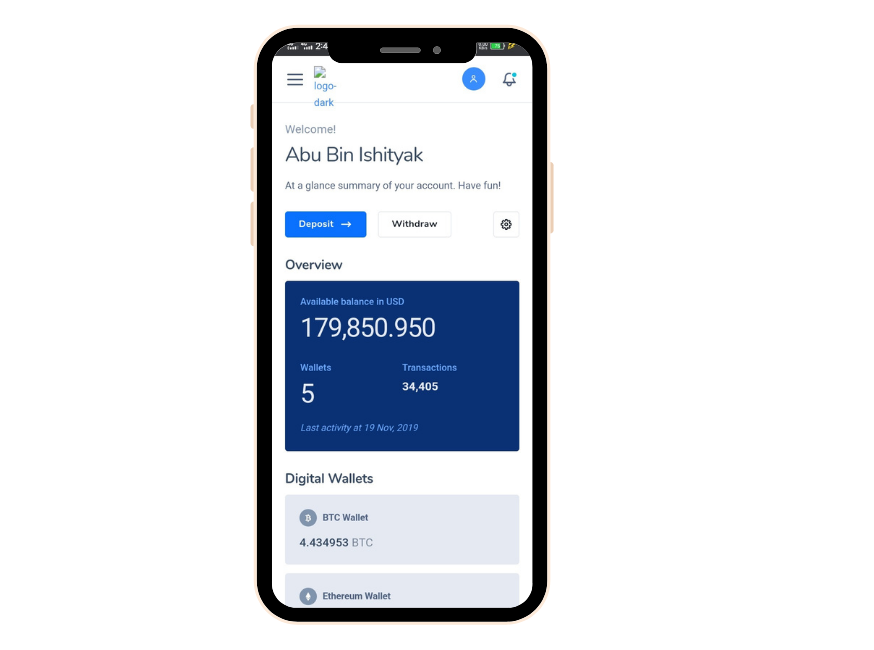 2:4
logo-
dark
Welcome!
Abu Bin Ishityak
At a glance summary of your account. Have fun!
Deposit → Withdraw
Overview
Available balance in USD
179,850.950
Wallets Transactions
5 34,405
Last activity at 19 Nov, 2019
Digital Wallets
BTC Wallet
4.434953 BTC
Ethereum Wallet